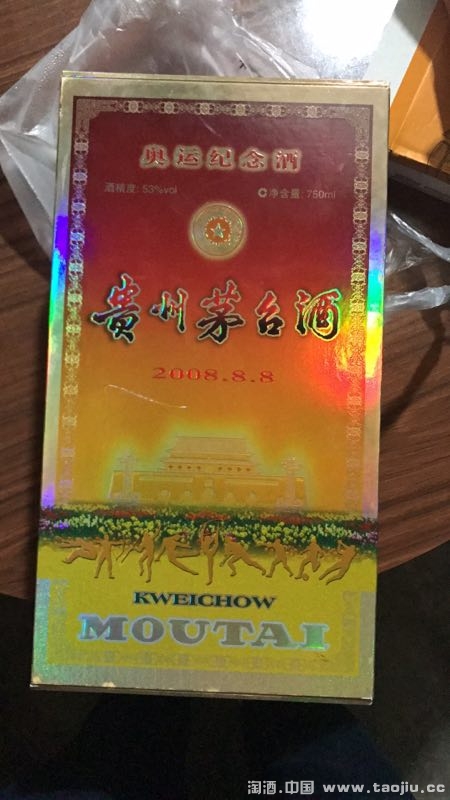 奥运纪念酒
酒精度: 53%vol
净含量: 750ml
贵州茅台酒
2008.8.8
KWEICHOW
MOUTAI
淘酒.中国 www.taojiu.cc